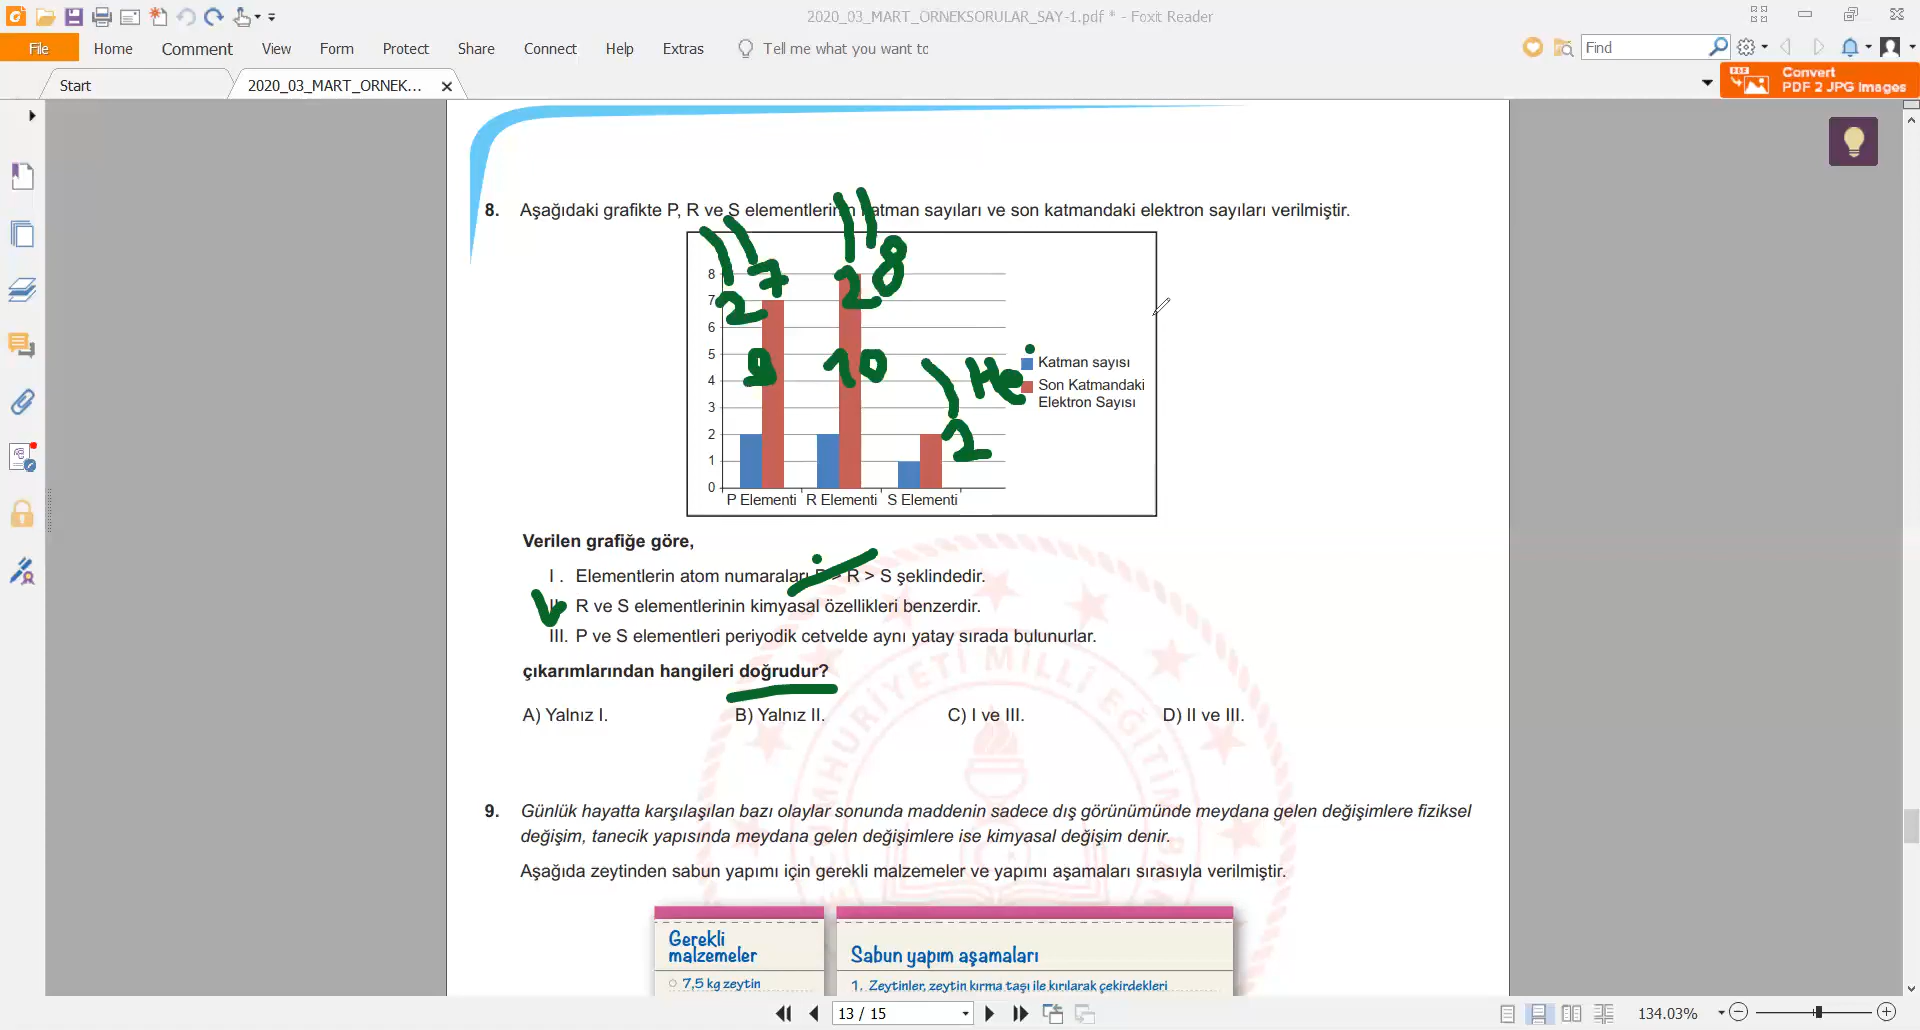 2020_03_MART_ORNEKSORULAR_SAY-1.pdf * - Foxit Reader
File Home Comment View Form Protect Share Connect Help Extras Tell me what you want to Find
Start 2020_03_MART_ORNEK...
Convert
PDF 2 JPG Images
8. Aşağıdaki grafikte P, R ve S elementlerinin katman sayıları ve son katmandaki elektron sayıları verilmiştir.
8
7
6
5
4
3
2
1
0
2 7
9
2 8
10
2
He
Katman sayısı
Son Katmandaki
Elektron Sayısı
P Elementi R Elementi S Elementi
Verilen grafiğe göre,
I . Elementlerin atom numaraları P > R > S şeklindedir.
II. R ve S elementlerinin kimyasal özellikleri benzerdir.
III. P ve S elementleri periyodik cetvelde aynı yatay sırada bulunurlar.
çıkarımlarından hangileri doğrudur?
A) Yalnız I. B) Yalnız II. C) I ve III. D) II ve III.
9. Günlük hayatta karşılaşılan bazı olaylar sonunda maddenin sadece dış görünümünde meydana gelen değişimlere fiziksel
değişim, tanecik yapısında meydana gelen değişimlere ise kimyasal değişim denir.
Aşağıda zeytinden sabun yapımı için gerekli malzemeler ve yapımı aşamaları sırasıyla verilmiştir.
Gerekli
malzemeler
7,5 kg zeytin
Sabun yapım aşamaları
1. Zeytinler, zeytin kırma taşı ile kırılarak çekirdekleri
13 / 15
134.03%